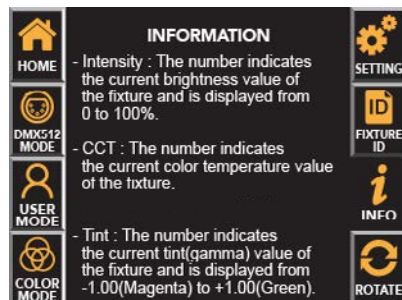 INFORMATION
HOME
DMX512
MODE
USER
MODE
COLOR
MODE
- Intensity : The number indicates
the current brightness value of
the fixture and is displayed from
0 to 100%.
- CCT : The number indicates
the current color temperature value
of the fixture.
- Tint : The number indicates
the current tint(gamma) value of
the fixture and is displayed from
-1.00(Magenta) to +1.00(Green).
SETTING
ID
FIXTURE
ID
INFO
ROTATE